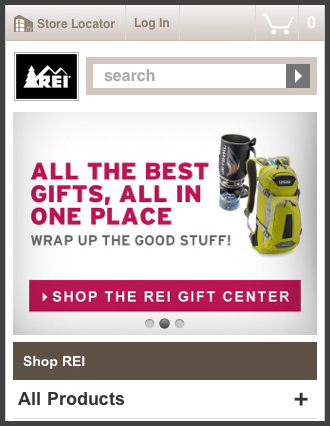 Store Locator
Log In
0
REI
search
ALL THE BEST
GIFTS, ALL IN
ONE PLACE
WRAP UP THE GOOD STUFF!
SHOP THE REI GIFT CENTER
Shop REI
All Products
+